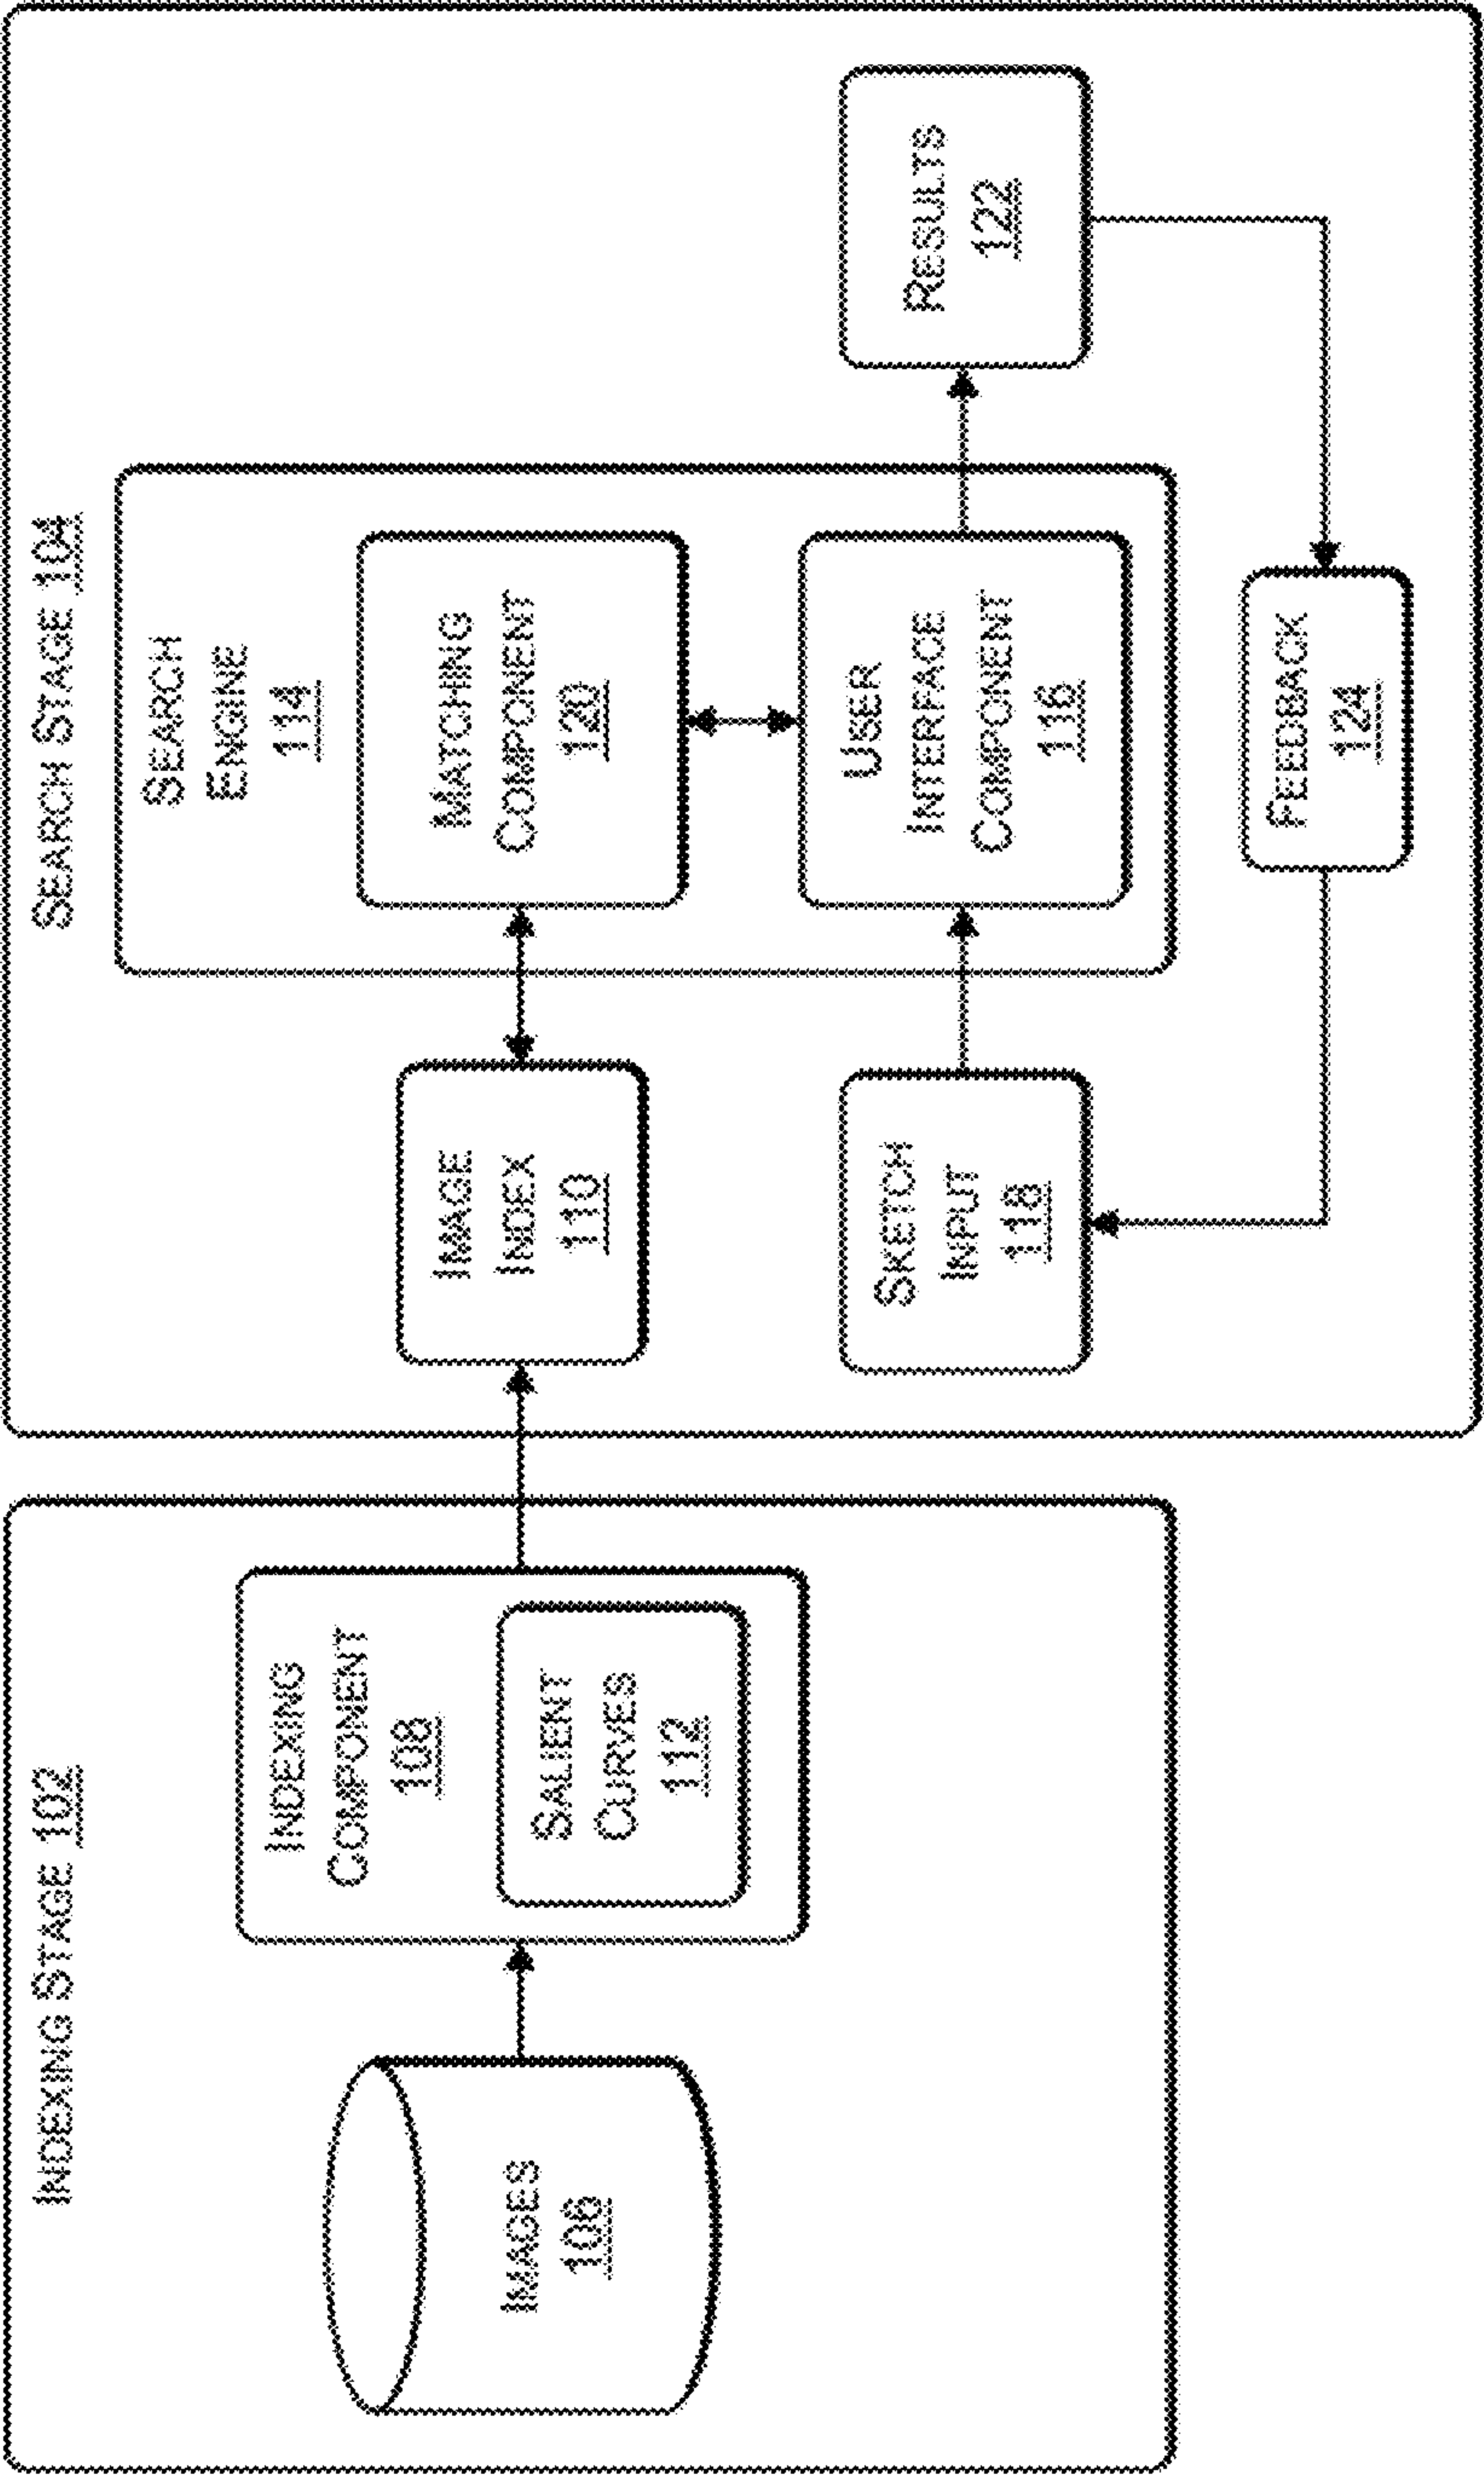 INDEXING STAGE 102
IMAGES
106
INDEXING
COMPONENT
108
SALIENT
CURVES
112
SEARCH STAGE 104
IMAGE
INDEX
110
SKETCH
INPUT
118
SEARCH
ENGINE
114
MATCHING
COMPONENT
120
USER
INTERFACE
COMPONENT
116
RESULTS
122
FEEDBACK
124